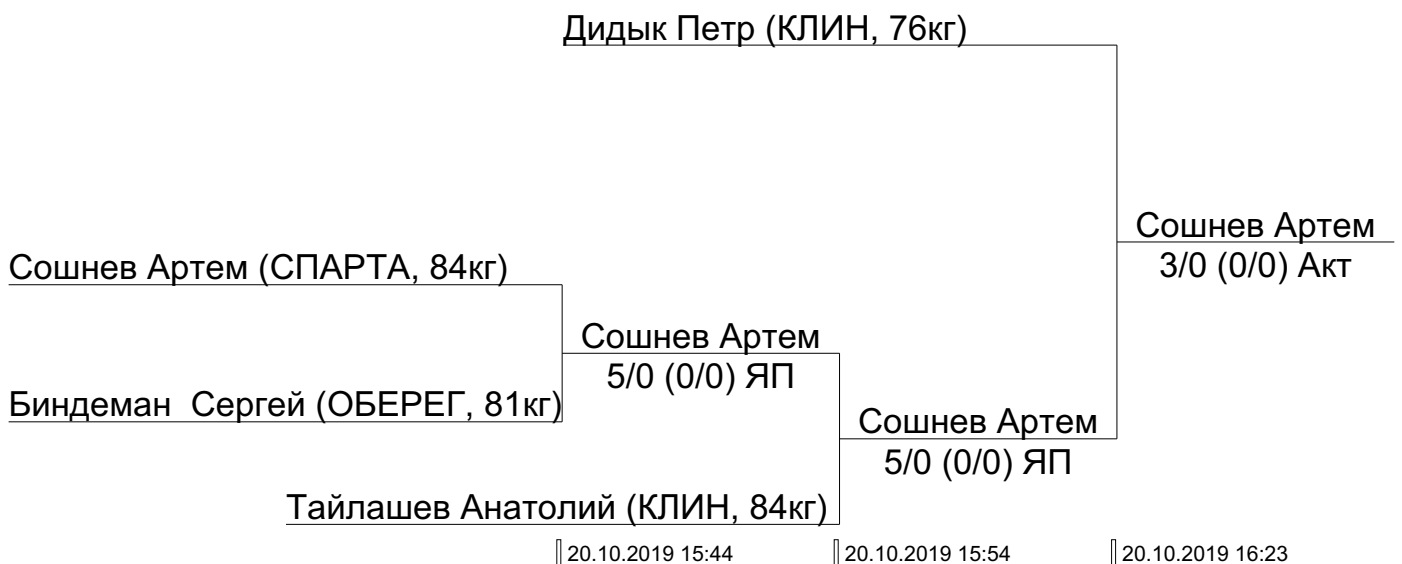 Дидык Петр (КЛИН, 76кг)
Сошнев Артем
3/0 (0/0) Акт
Сошнев Артем (СПАРТА, 84кг)
Сошнев Артем
5/0 (0/0) ЯП
Биндеман  Сергей (ОБЕРЕГ, 81кг)
Сошнев Артем
5/0 (0/0) ЯП
Тайлашев Анатолий (КЛИН, 84кг)
20.10.2019 15:44
20.10.2019 15:54
20.10.2019 16:23